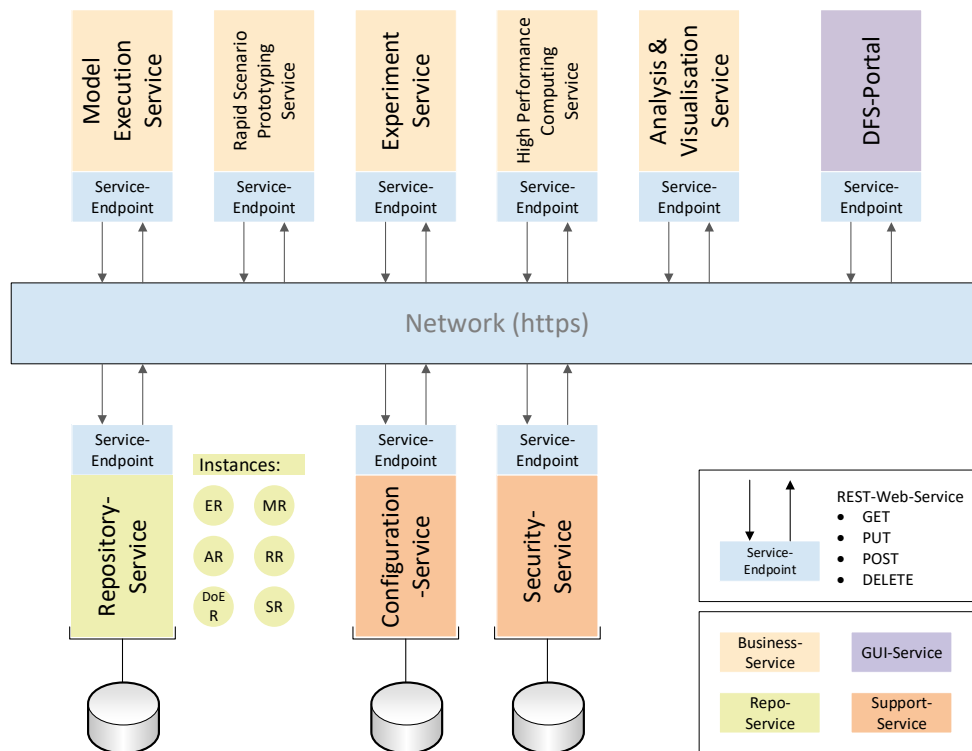 Model
Execution
Service
Rapid Scenario
Prototyping
Service
Experiment
Service
High Performance
Computing
Service
Analysis &
Visualisation
Service
DFS-Portal
Service-
Endpoint
Service-
Endpoint
Service-
Endpoint
Service-
Endpoint
Service-
Endpoint
Service-
Endpoint
Network (https)
Service-
Endpoint
Repository-
Service
Instances:
ER
MR
AR
RR
DoE
R
SR
Service-
Endpoint
Configuration
-Service
Service-
Endpoint
Security-
Service
Service-
Endpoint
REST-Web-Service
• GET
• PUT
• POST
• DELETE
Business-
Service
GUI-Service
Repo-
Service
Support-
Service